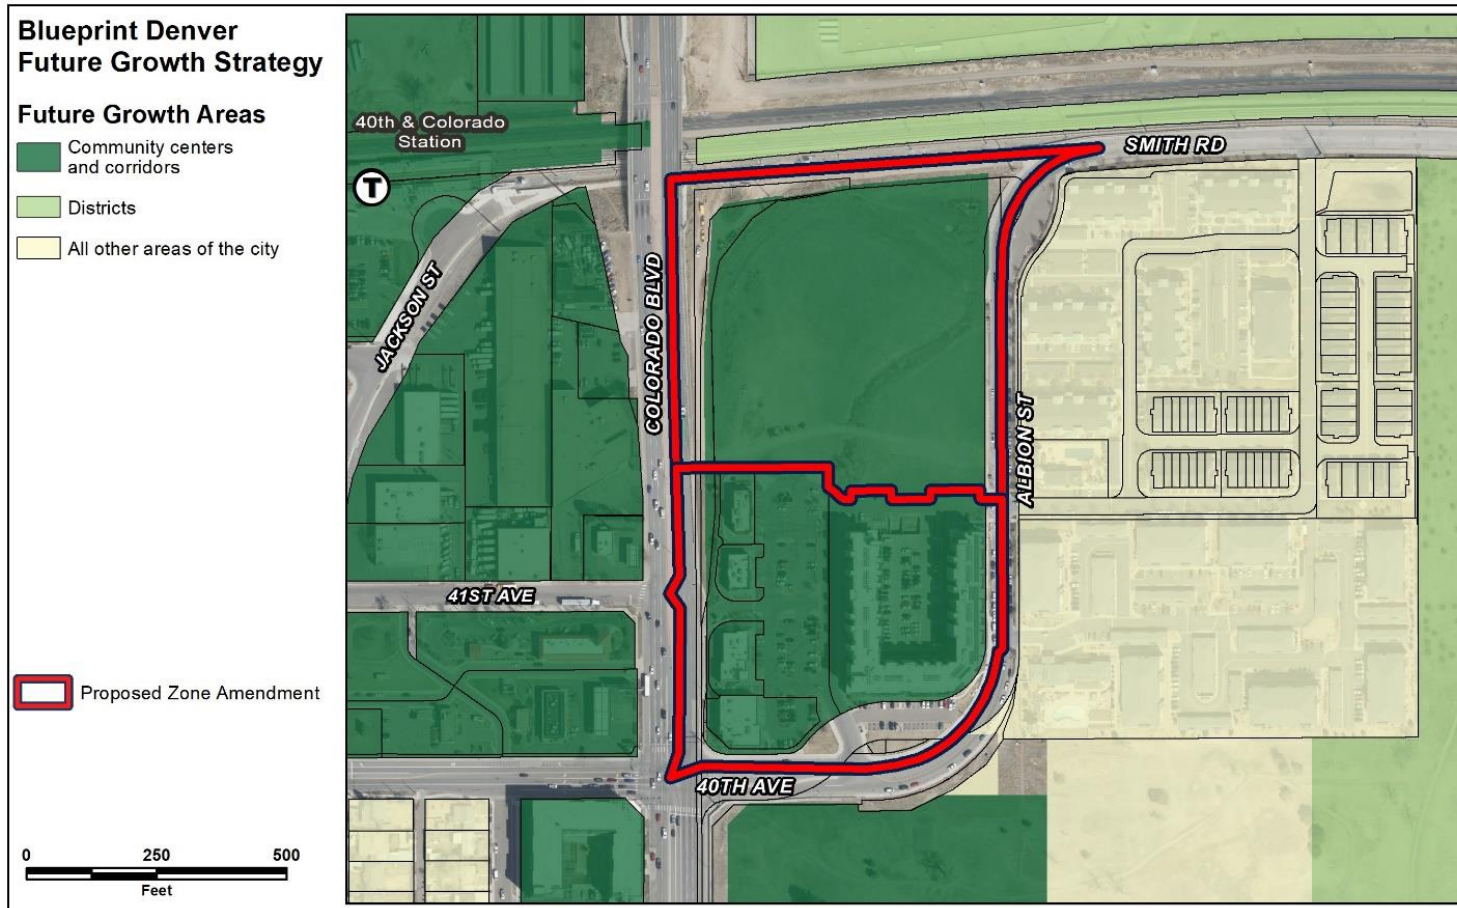 Blueprint Denver
Future Growth Strategy
Future Growth Areas
Community centers
and corridors
Districts
All other areas of the city
Proposed Zone Amendment
0 250 500
Feet
40th & Colorado
Station
T
SMITH RD
JACKSON ST
COLORADO BLVD
ALBION ST
41ST AVE
40TH AVE